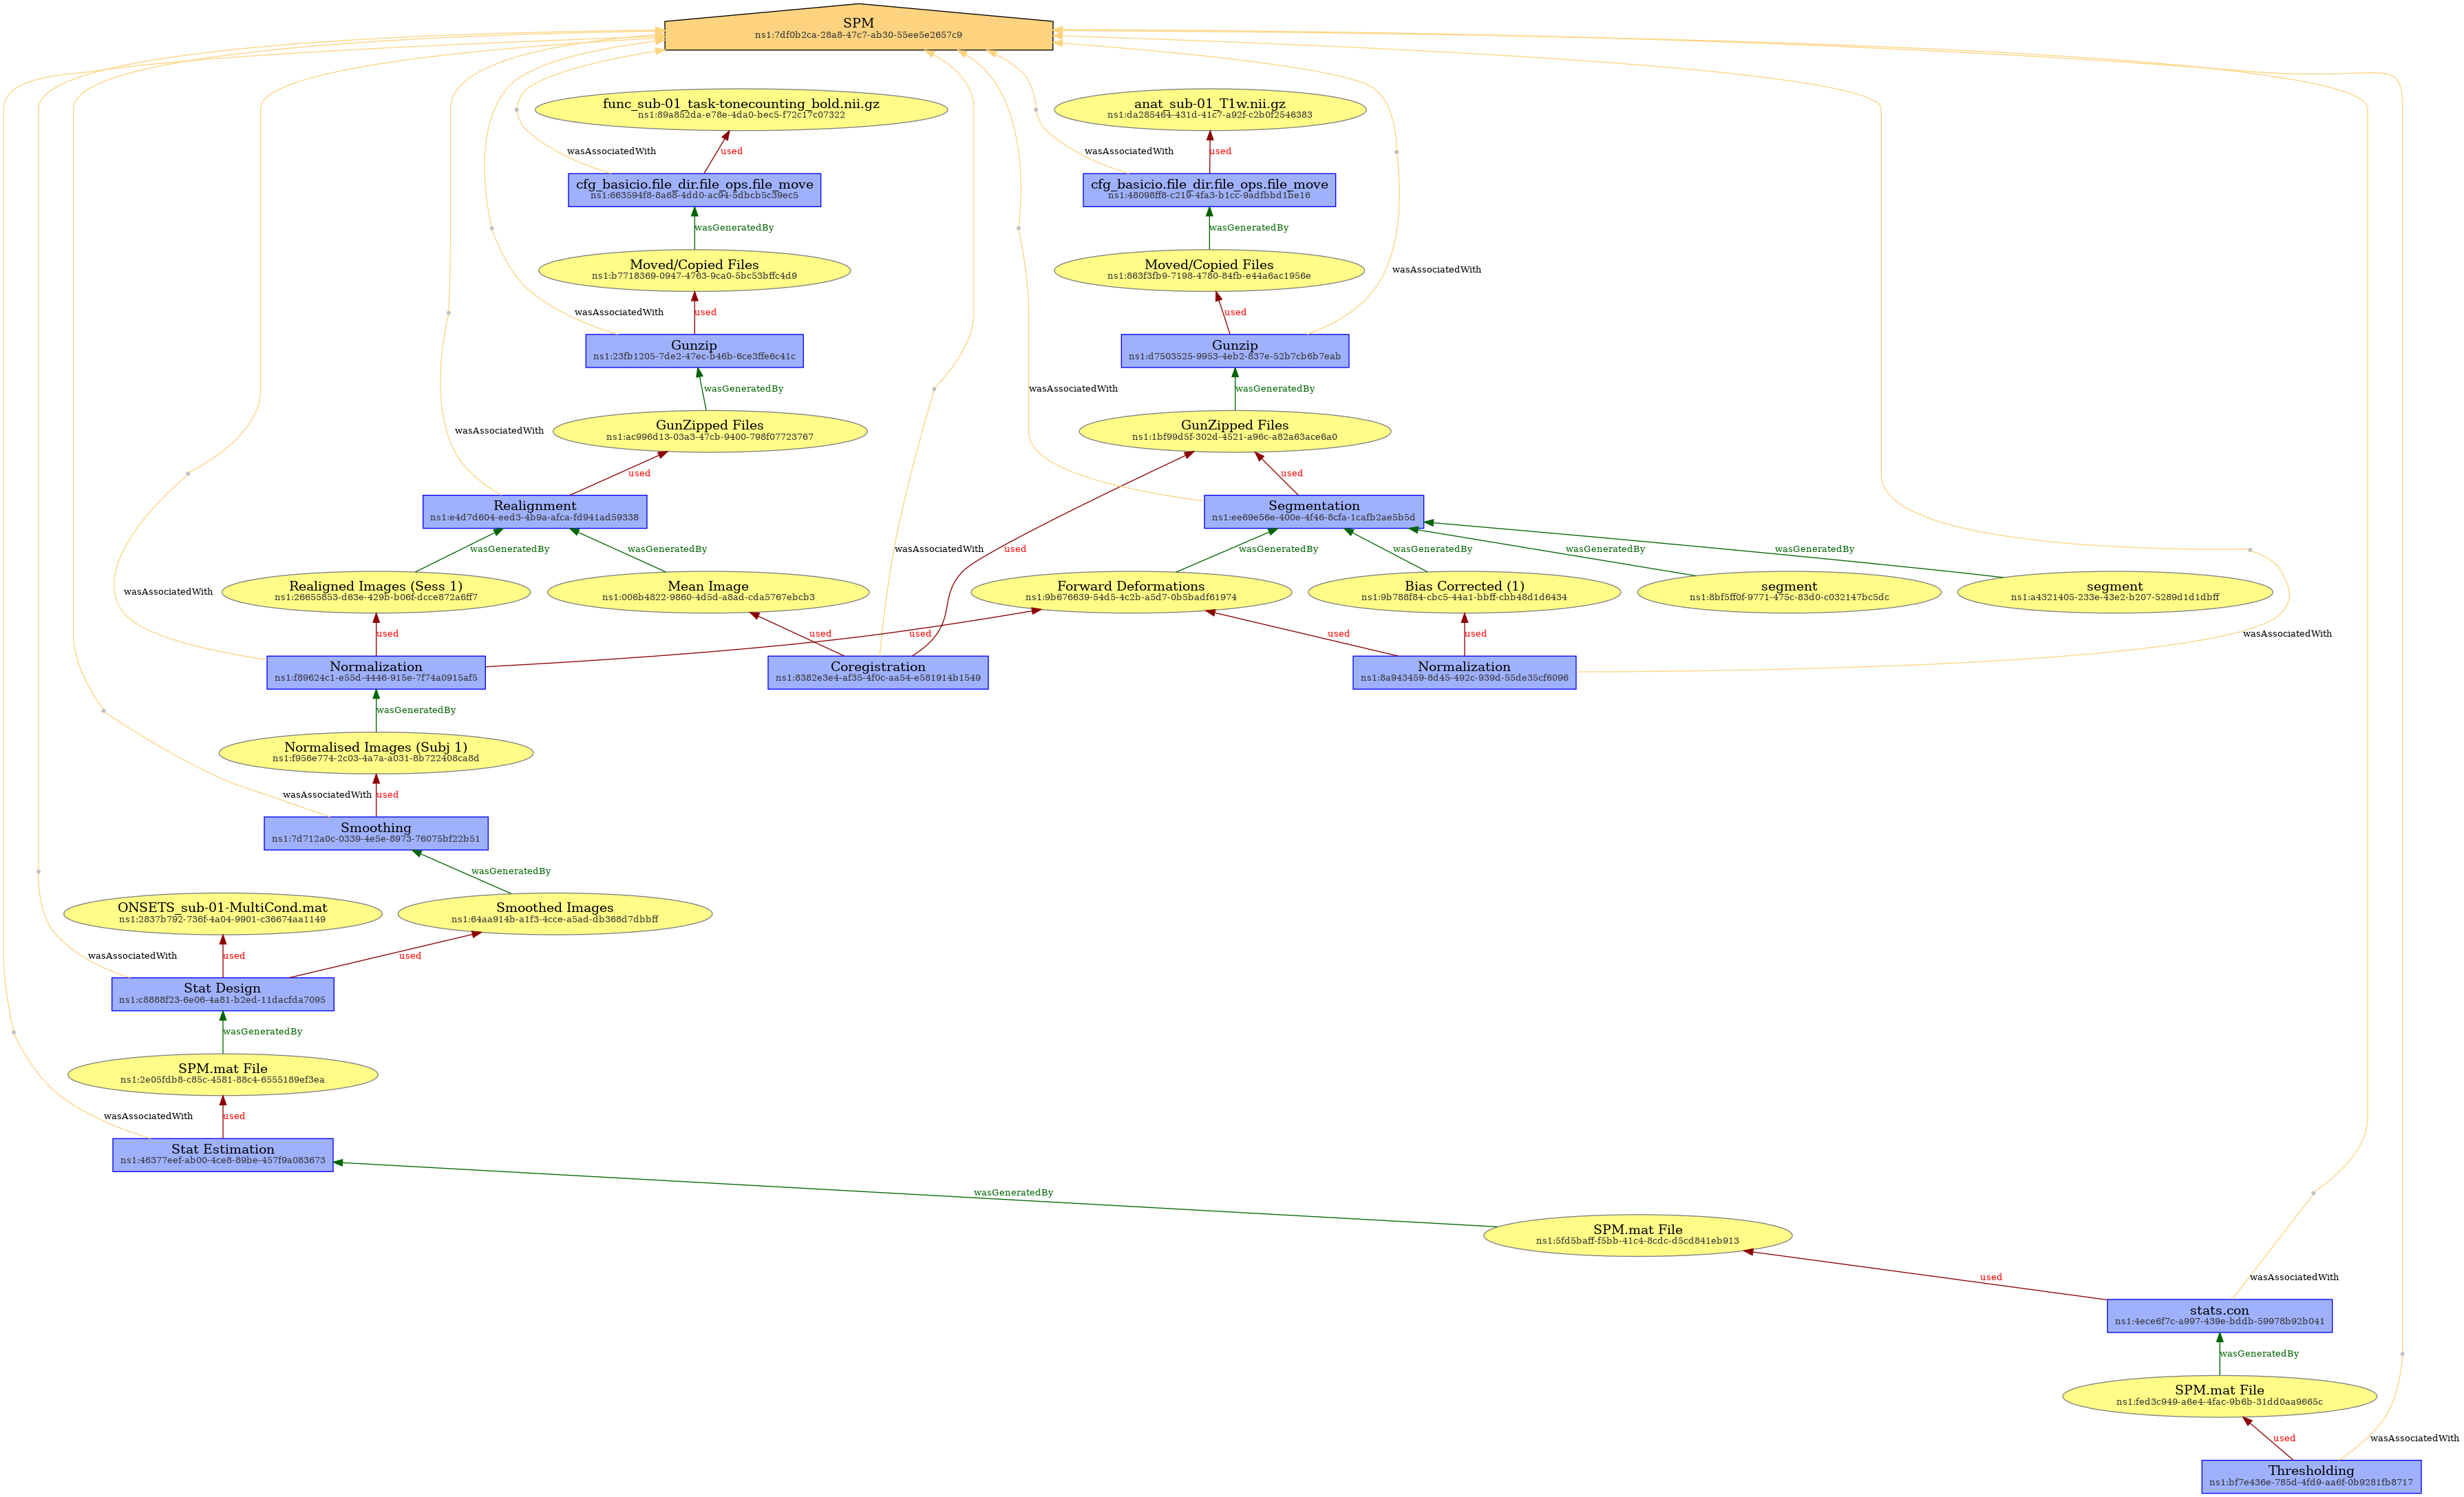 SPM
ns1:7df0b2ca-28a8-47c7-ab30-55ee5e2657c9
func_sub-01_task-tonecounting_bold.nii.gz
ns1:89a852da-e78e-4da0-bec5-f72c17c07322
anat_sub-01_T1w.nii.gz
ns1:da285464-431d-41c7-a92f-c2b0f2546383
wasAssociatedWith
used
wasAssociatedWith
used
cfg_basicio.file_dir.file_ops.file_move
ns1:663594f8-8a68-4dd0-ac94-5dbcb5c39ec5
cfg_basicio.file_dir.file_ops.file_move
ns1:48098ff8-c219-4fa3-b1cc-9adfbbd1be16
wasGeneratedBy
wasGeneratedBy
Moved/Copied Files
ns1:b7718369-0947-4763-9ca0-5bc53bffc4d9
Moved/Copied Files
ns1:863f3fb9-7198-4780-84fb-e44a6ac1956e
wasAssociatedWith
wasAssociatedWith
used
used
Gunzip
ns1:23fb1205-7de2-47ec-b46b-6ce3ffe6c41c
Gunzip
ns1:d7503525-9953-4eb2-837e-52b7cb6b7eab
wasGeneratedBy
wasAssociatedWith
wasGeneratedBy
GunZipped Files
ns1:ac996d13-03a3-47cb-9400-798f07723767
GunZipped Files
ns1:1bf99d5f-302d-4521-a96c-a82a63ace6a0
wasAssociatedWith
used
used
Realignment
ns1:e4d7d604-eed3-4b9a-afca-fd941ad59338
Segmentation
ns1:ee69e56e-400e-4f46-8cfa-1cafb2ae5b5d
wasGeneratedBy
wasGeneratedBy
wasAssociatedWith
used
wasGeneratedBy
wasGeneratedBy
wasGeneratedBy
wasGeneratedBy
wasAssociatedWith
Realigned Images (Sess 1)
ns1:26655853-d63e-429b-b06f-dcce872a6ff7
Mean Image
ns1:006b4822-9860-4d5d-a8ad-cda5767ebcb3
Forward Deformations
ns1:9b676639-54d5-4c2b-a5d7-0b5badf61974
Bias Corrected (1)
ns1:9b788f84-cbc5-44a1-bbff-cbb48d1d6434
segment
ns1:8bf5ff0f-9771-475c-83d0-c032147bc5dc
segment
ns1:a4321405-233e-43e2-b207-5289d1d1dbff
used
used
used
used
used
wasAssociatedWith
Normalization
ns1:f89624c1-e55d-4446-915e-7f74a0915af5
Coregistration
ns1:8382e3e4-af35-4f0c-aa54-e581914b1549
Normalization
ns1:8a943459-8d45-492c-939d-55de35cf6096
wasGeneratedBy
Normalised Images (Subj 1)
ns1:f956e774-2c03-4a7a-a031-8b722408ca8d
wasAssociatedWith
used
Smoothing
ns1:7d712a0c-0339-4e5e-8973-76075bf22b51
wasGeneratedBy
ONSETS_sub-01-MultiCond.mat
ns1:2837b792-736f-4a04-9901-c36674aa1149
Smoothed Images
ns1:64aa914b-a1f3-4cce-a5ad-db368d7dbbff
wasAssociatedWith
used
used
Stat Design
ns1:c8888f23-6e06-4a81-b2ed-11dacfda7095
wasGeneratedBy
SPM.mat File
ns1:2e05fdb8-c85c-4581-88c4-6555189ef3ea
wasAssociatedWith
used
Stat Estimation
ns1:46377eef-ab00-4ce8-89be-457f9a083673
wasGeneratedBy
SPM.mat File
ns1:5fd5baff-f5bb-41c4-8cdc-d5cd841eb913
used
wasAssociatedWith
stats.con
ns1:4ece6f7c-a997-439e-bddb-59978b92b041
wasGeneratedBy
SPM.mat File
ns1:fed3c949-a6e4-4fac-9b6b-31dd0aa9665c
used
wasAssociatedWith
Thresholding
ns1:bf7e436e-785d-4fd9-aa6f-0b9281fb8717